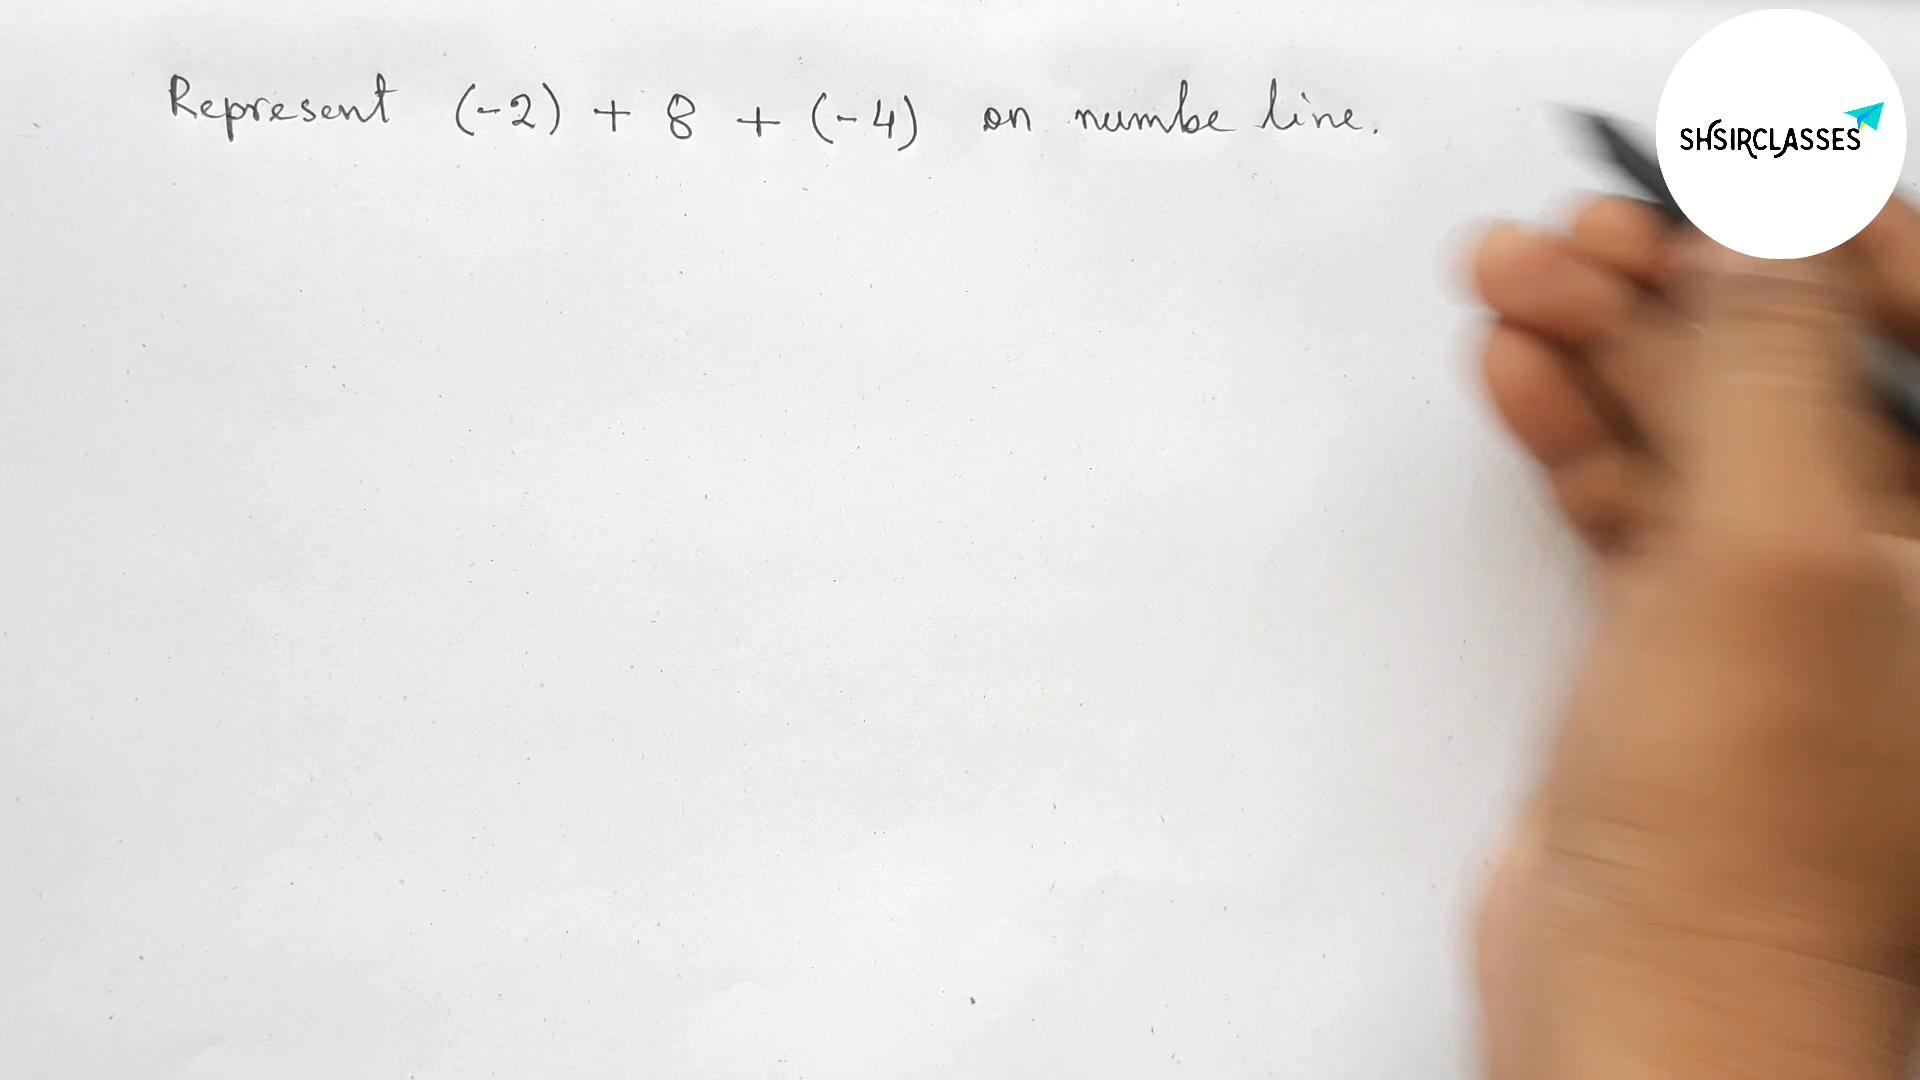 Represent (-2) + 8 + (-4) on numbe line.
SHSIRCLASSES